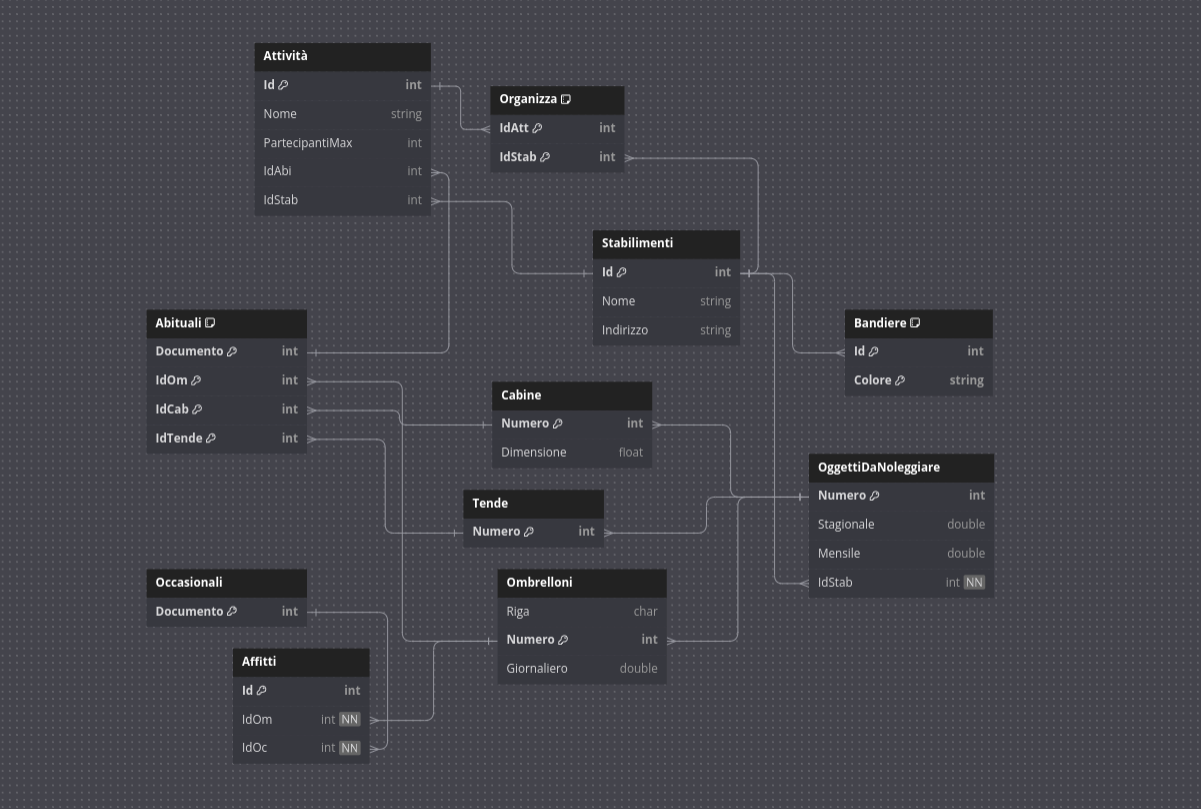 Attività
Id int
Nome string
PartecipantiMax int
IdAbi int
IdStab int
Organizza
IdAtt int
IdStab int
Stabilimenti
Id int
Nome string
Indirizzo string
Abituali
Documento int
IdOm int
IdCab int
IdTende int
Bandiere
Id int
Colore string
Cabine
Numero int
Dimensione float
OggettiDaNoleggiare
Numero int
Stagionale double
Mensile double
IdStab int NN
Tende
Numero int
Occasionali
Documento int
Ombrelloni
Riga char
Numero int
Giornaliero double
Affitti
Id int
IdOm int NN
IdOc int NN